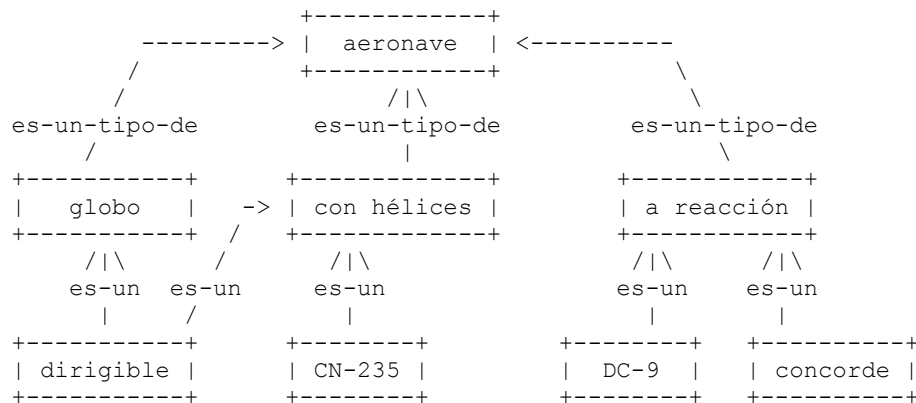 aeronave
es-un-tipo-de es-un-tipo-de es-un-tipo-de
globo con hélices a reacción
es-un es-un es-un es-un es-un
dirigible CN-235 DC-9 concorde